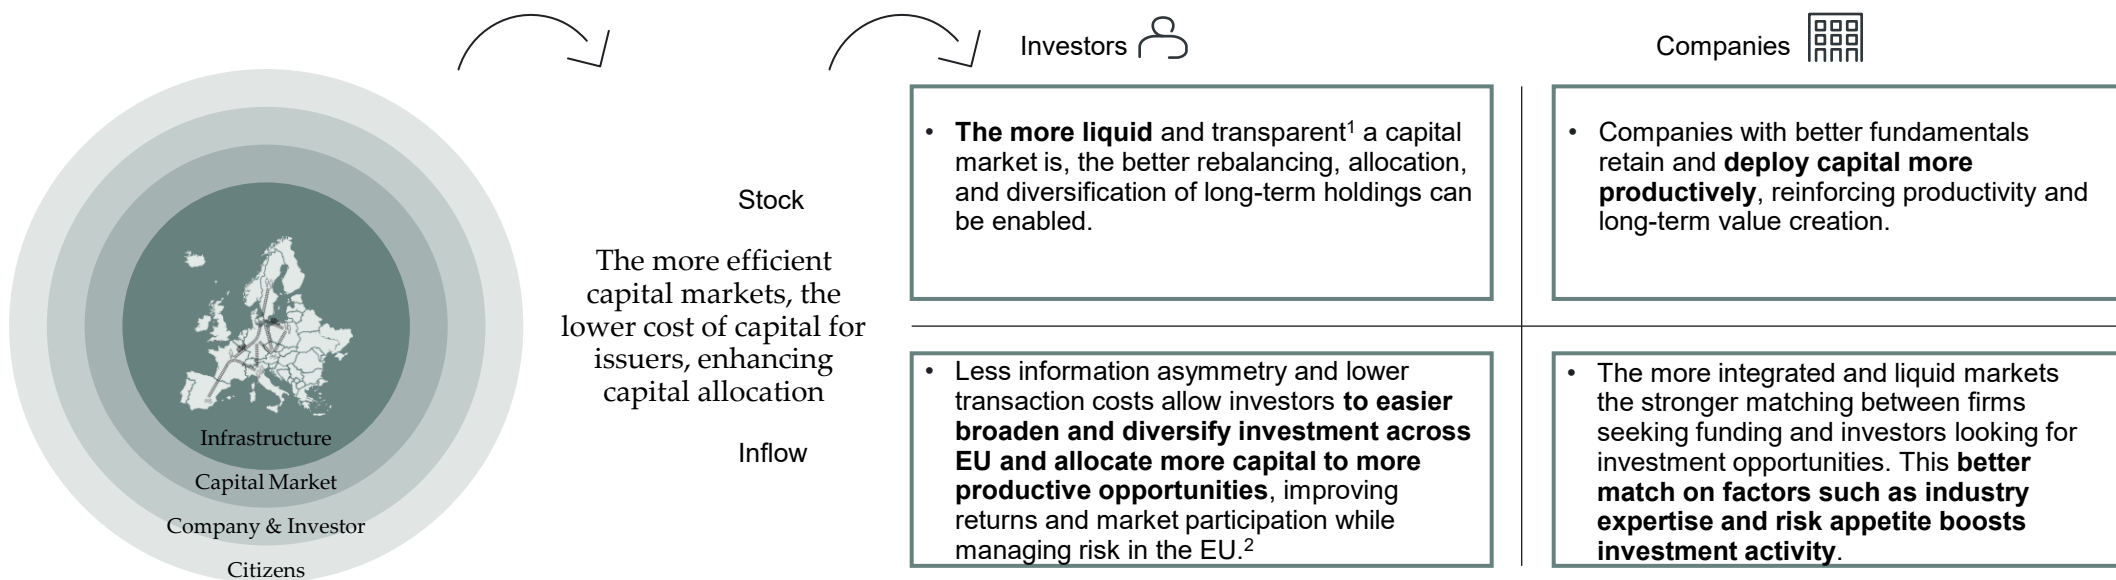 Infrastructure
Capital Market
Company & Investor
Citizens
The more efficient
capital markets, the
lower cost of capital for
issuers, enhancing
capital allocation
Investors
Companies
Stock
• The more liquid and transparent1 a capital
market is, the better rebalancing, allocation,
and diversification of long-term holdings can
be enabled.
• Companies with better fundamentals
retain and deploy capital more
productively, reinforcing productivity and
long-term value creation.
Inflow
• Less information asymmetry and lower
transaction costs allow investors to easier
broaden and diversify investment across
EU and allocate more capital to more
productive opportunities, improving
returns and market participation while
managing risk in the EU.2
• The more integrated and liquid markets
the stronger matching between firms
seeking funding and investors looking for
investment opportunities. This better
match on factors such as industry
expertise and risk appetite boosts
investment activity.